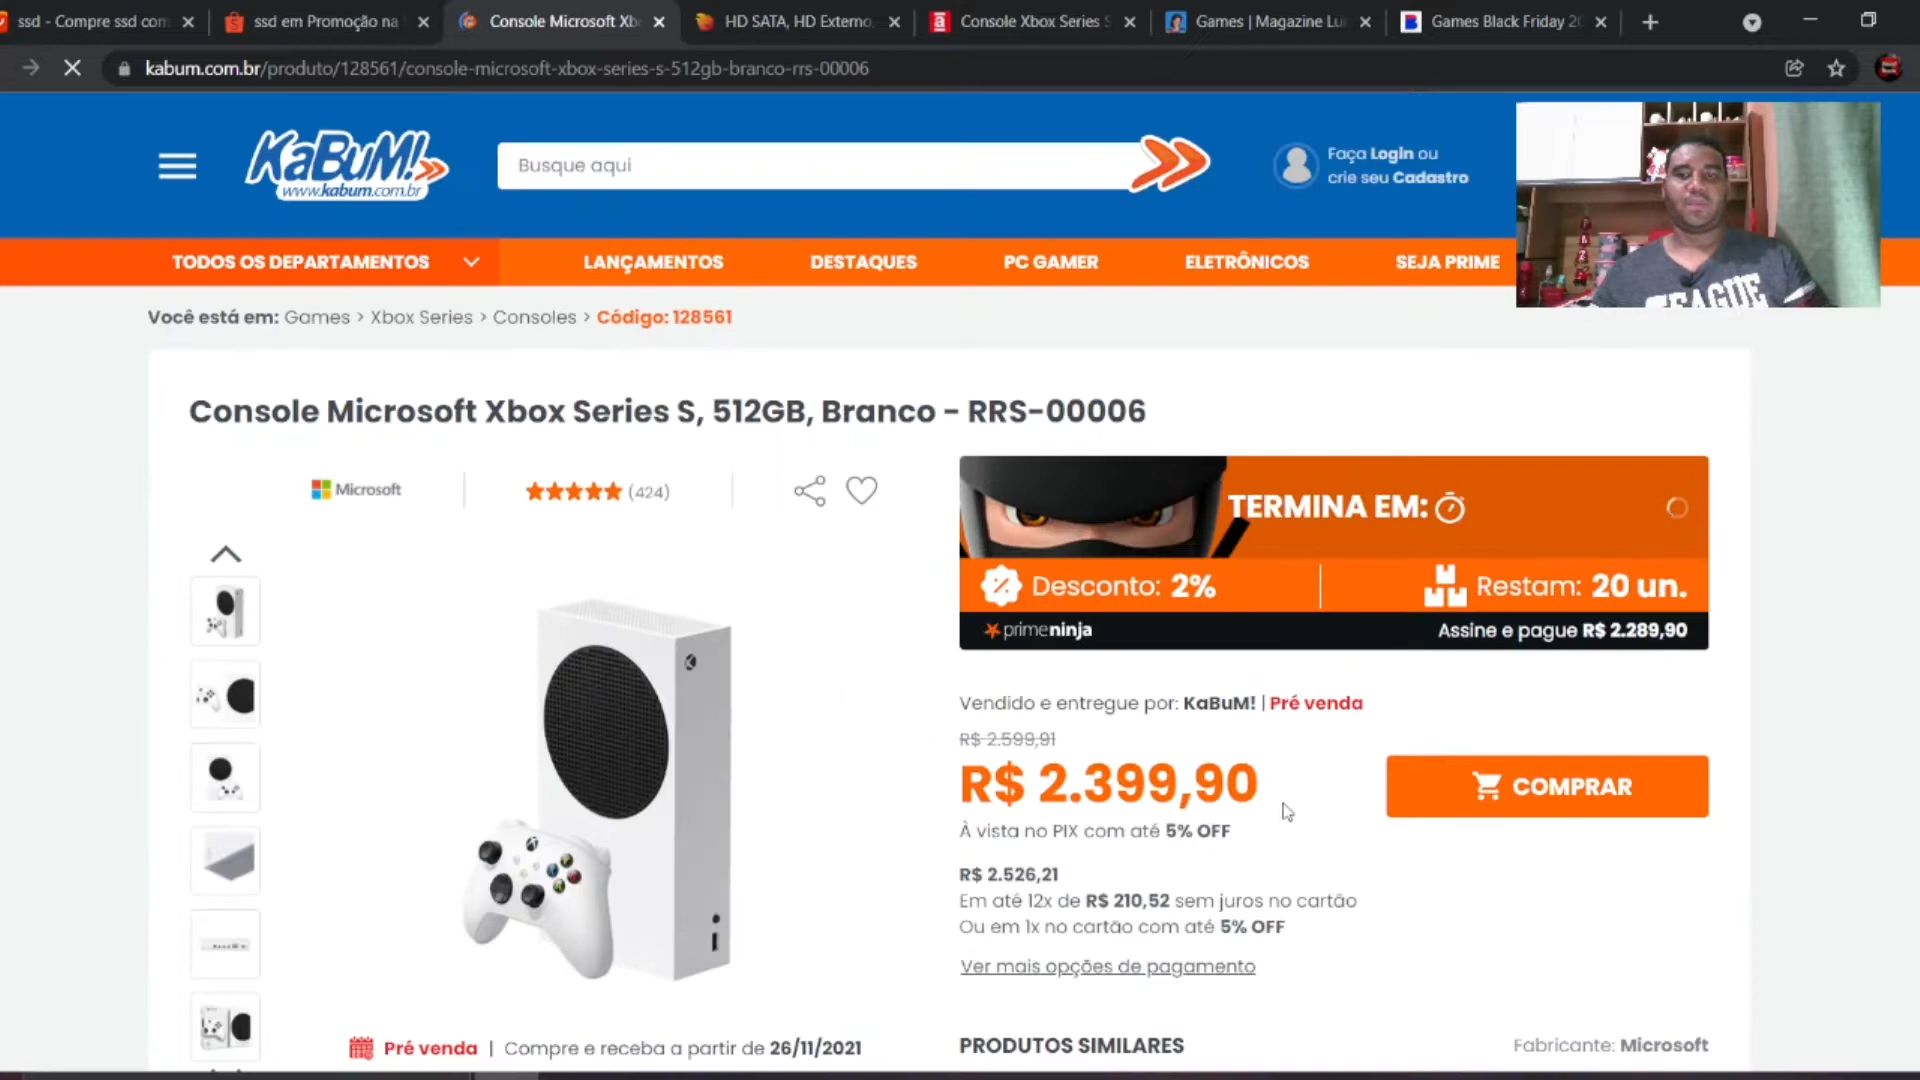 ssd - Compre ssd com
ssd em Promoção na
Console Microsoft Xb
HD SATA, HD Externo,
Console Xbox Series S
Games | Magazine Lui
Games Black Friday 20
kabum.com.br/produto/128561/console-microsoft-xbox-series-s-512gb-branco-rrs-00006
KaBuM!
www.kabum.com.br
Busque aqui
Faça Login ou
crie seu Cadastro
LEAGUE
TODOS OS DEPARTAMENTOS
LANÇAMENTOS
DESTAQUES
PC GAMER
ELETRÔNICOS
SEJA PRIME
Você está em: Games > Xbox Series > Consoles > Código: 128561
Console Microsoft Xbox Series S, 512GB, Branco - RRS-00006
Microsoft
(424)
TERMINA EM:
Desconto: 2%
Restam: 20 un.
primeninja
Assine e pague R$ 2.289,90
Vendido e entregue por: KaBuM! | Pré venda
R$ 2.599,91
R$ 2.399,90
COMPRAR
À vista no PIX com até 5% OFF
R$ 2.526,21
Em até 12x de R$ 210,52 sem juros no cartão
Ou em 1x no cartão com até 5% OFF
Ver mais opções de pagamento
Pré venda | Compre e receba a partir de 26/11/2021
PRODUTOS SIMILARES
Fabricante: Microsoft